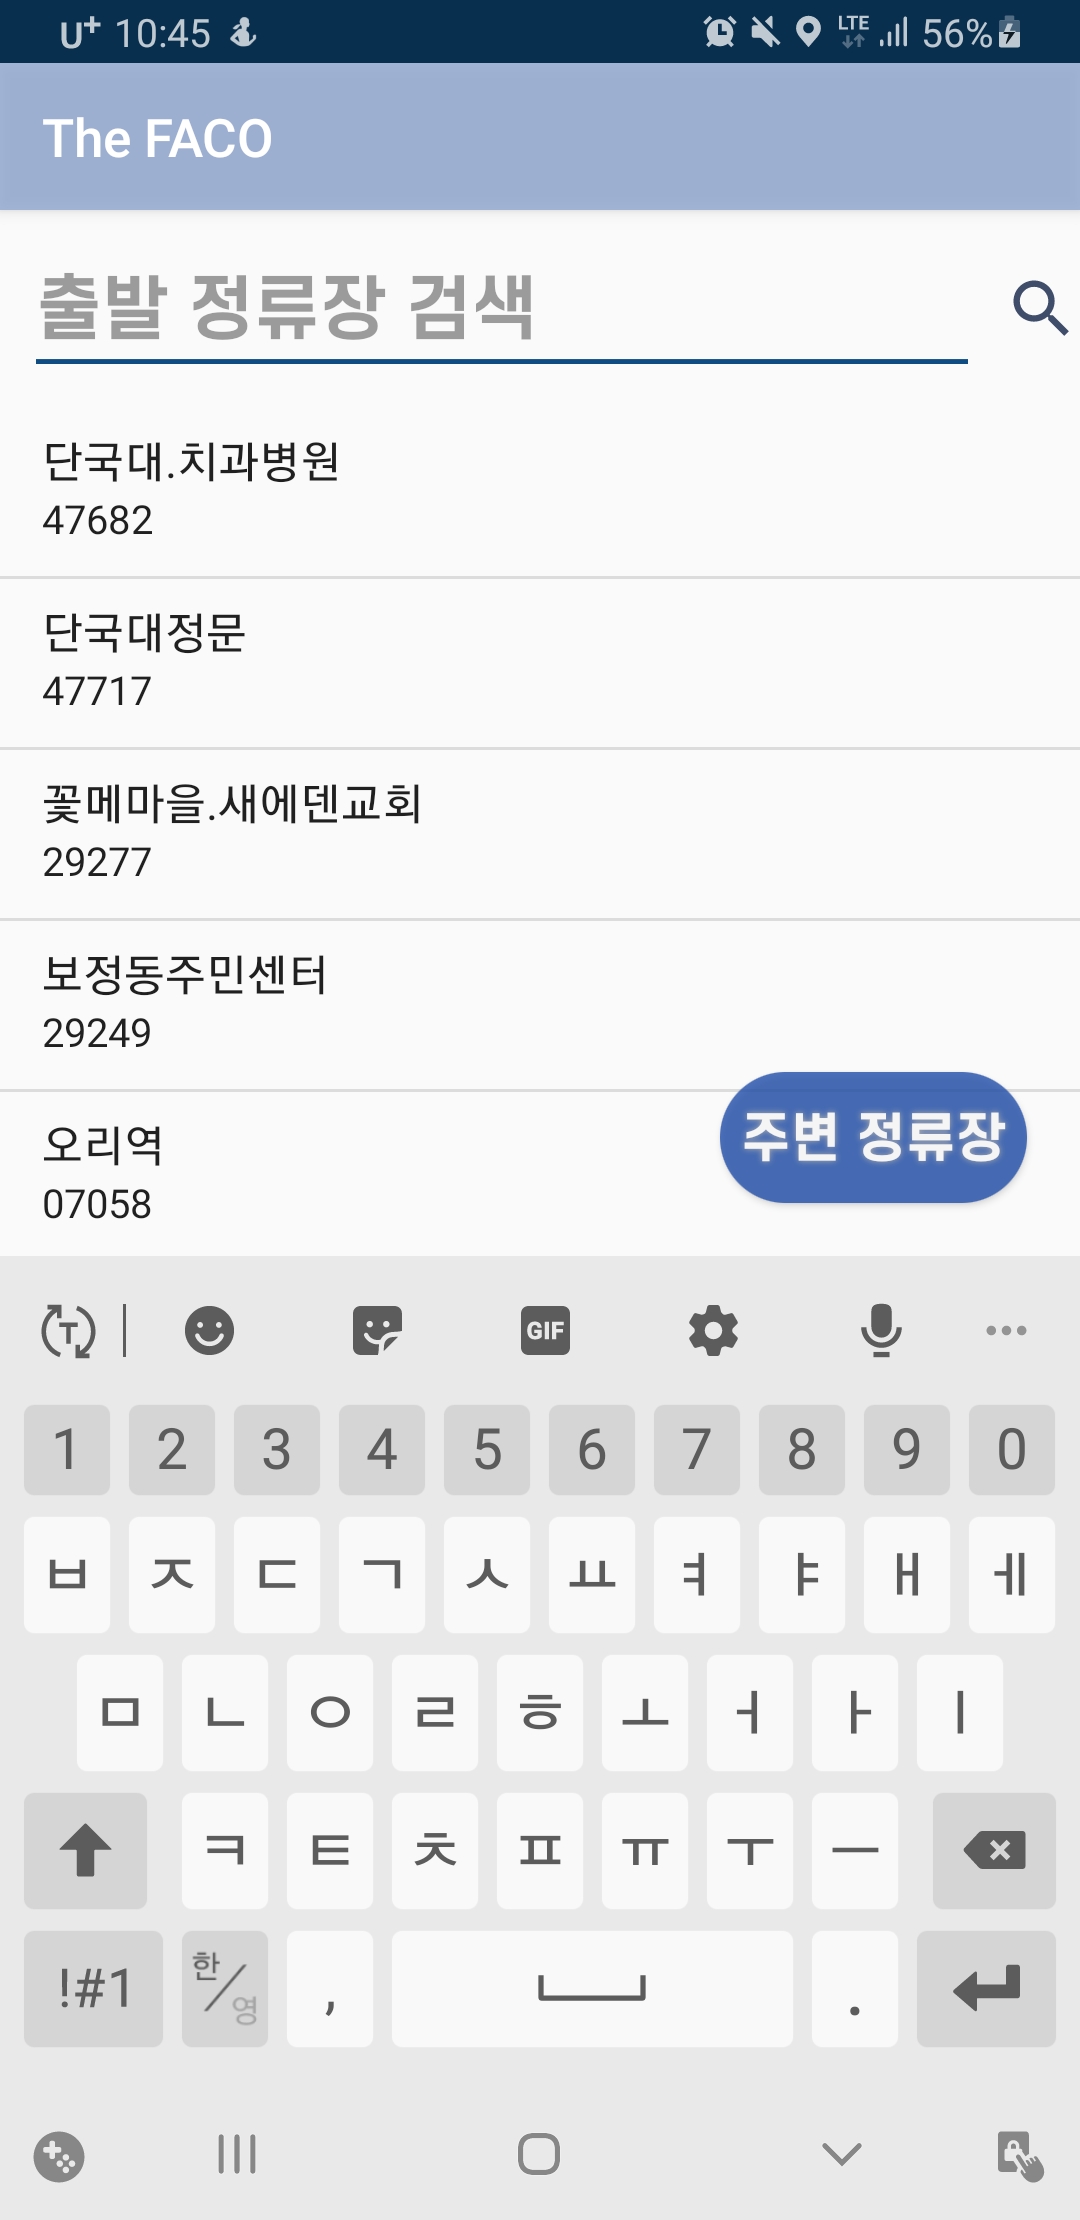 U+ 10:45 LTE 56%
The FACO
출발 정류장 검색
단국대.치과병원
47682
단국대정문
47717
꽃메마을.새에덴교회
29277
보정동주민센터
29249
오리역
07058
주변 정류장
T GIF
1 2 3 4 5 6 7 8 9 0
ㅂ ㅈ ㄷ ㄱ ㅅ ㅛ ㅕ ㅑ ㅐ ㅔ
ㅁ ㄴ ㅇ ㄹ ㅎ ㅗ ㅓ ㅏ ㅣ
ㅋ ㅌ ㅊ ㅍ ㅠ ㅜ ㅡ
!#1 한/영 , .